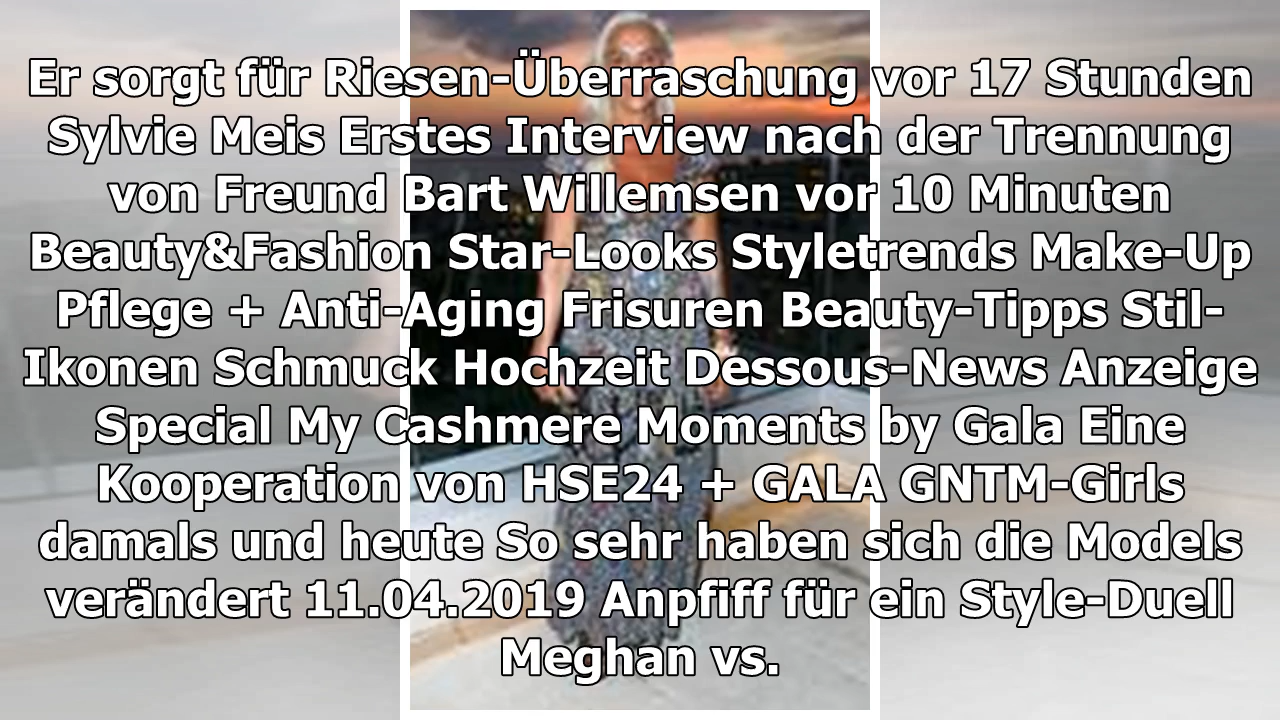 Er sorgt für Riesen-Überraschung vor 17 Stunden
Sylvie Meis Erstes Interview nach der Trennung
von Freund Bart Willemsen vor 10 Minuten
Beauty&Fashion Star-Looks Styletrends Make-Up
Pflege + Anti-Aging Frisuren Beauty-Tipps Stil-
Ikonen Schmuck Hochzeit Dessous-News Anzeige
Special My Cashmere Moments by Gala Eine
Kooperation von HSE24 + GALA GNTM-Girls
damals und heute So sehr haben sich die Models
verändert 11.04.2019 Anpfiff für ein Style-Duell
Meghan vs.